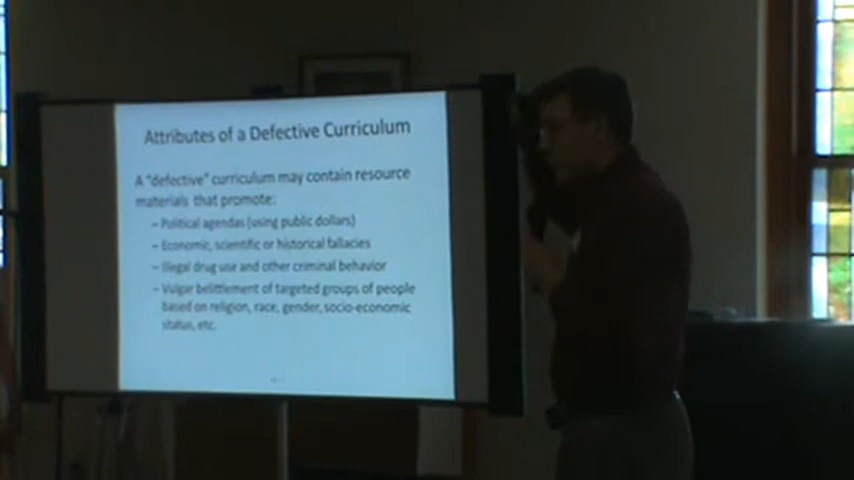 Attributes of a Defective Curriculum
A "defective" curriculum may contain resource
materials that promote:
– Political agendas (using public dollars)
– Economic, scientific or historical fallacies
– Illegal drug use and other criminal behavior
– Vulgar belittlement of targeted groups of people
based on religion, race, gender, socio-economic
status, etc.